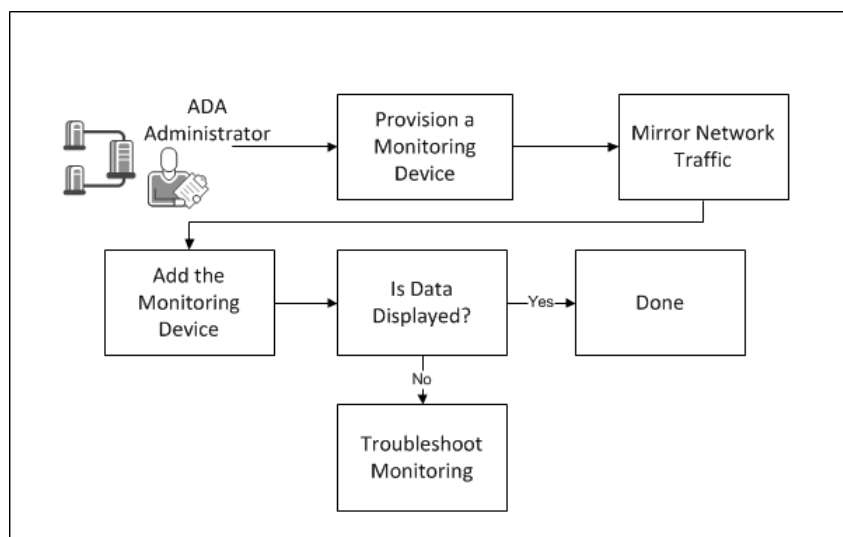 ADA
Administrator
Provision a
Monitoring
Device
Mirror Network
Traffic
Add the
Monitoring
Device
Is Data
Displayed?
Yes
Done
No
Troubleshoot
Monitoring